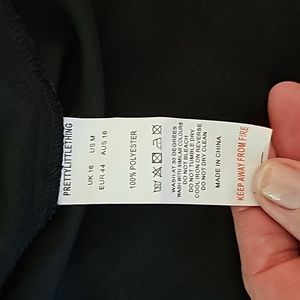 PRETTYLITTLETHING
UK 16 US M
EUR 44 AUS 16
100% POLYESTER
WASH AT 30 DEGREES
WASH WITH SIMILAR COLOURS
DO NOT BLEACH
DO NOT TUMBLE DRY
COOL IRON ON REVERSE
DO NOT DRY CLEAN
MADE IN CHINA
KEEP AWAY FROM FIRE